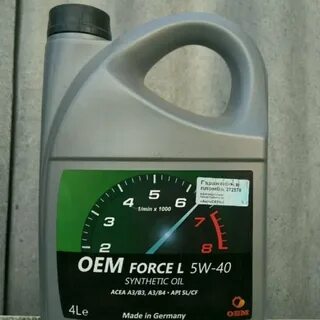 5
6
4
7
1/min x 1000
3
8
2
OEM FORCE L 5W-40
SYNTHETIC OIL
ACEA A3/B3, A3/B4 • API SL/CF
4Le
Made in Germany
OEM